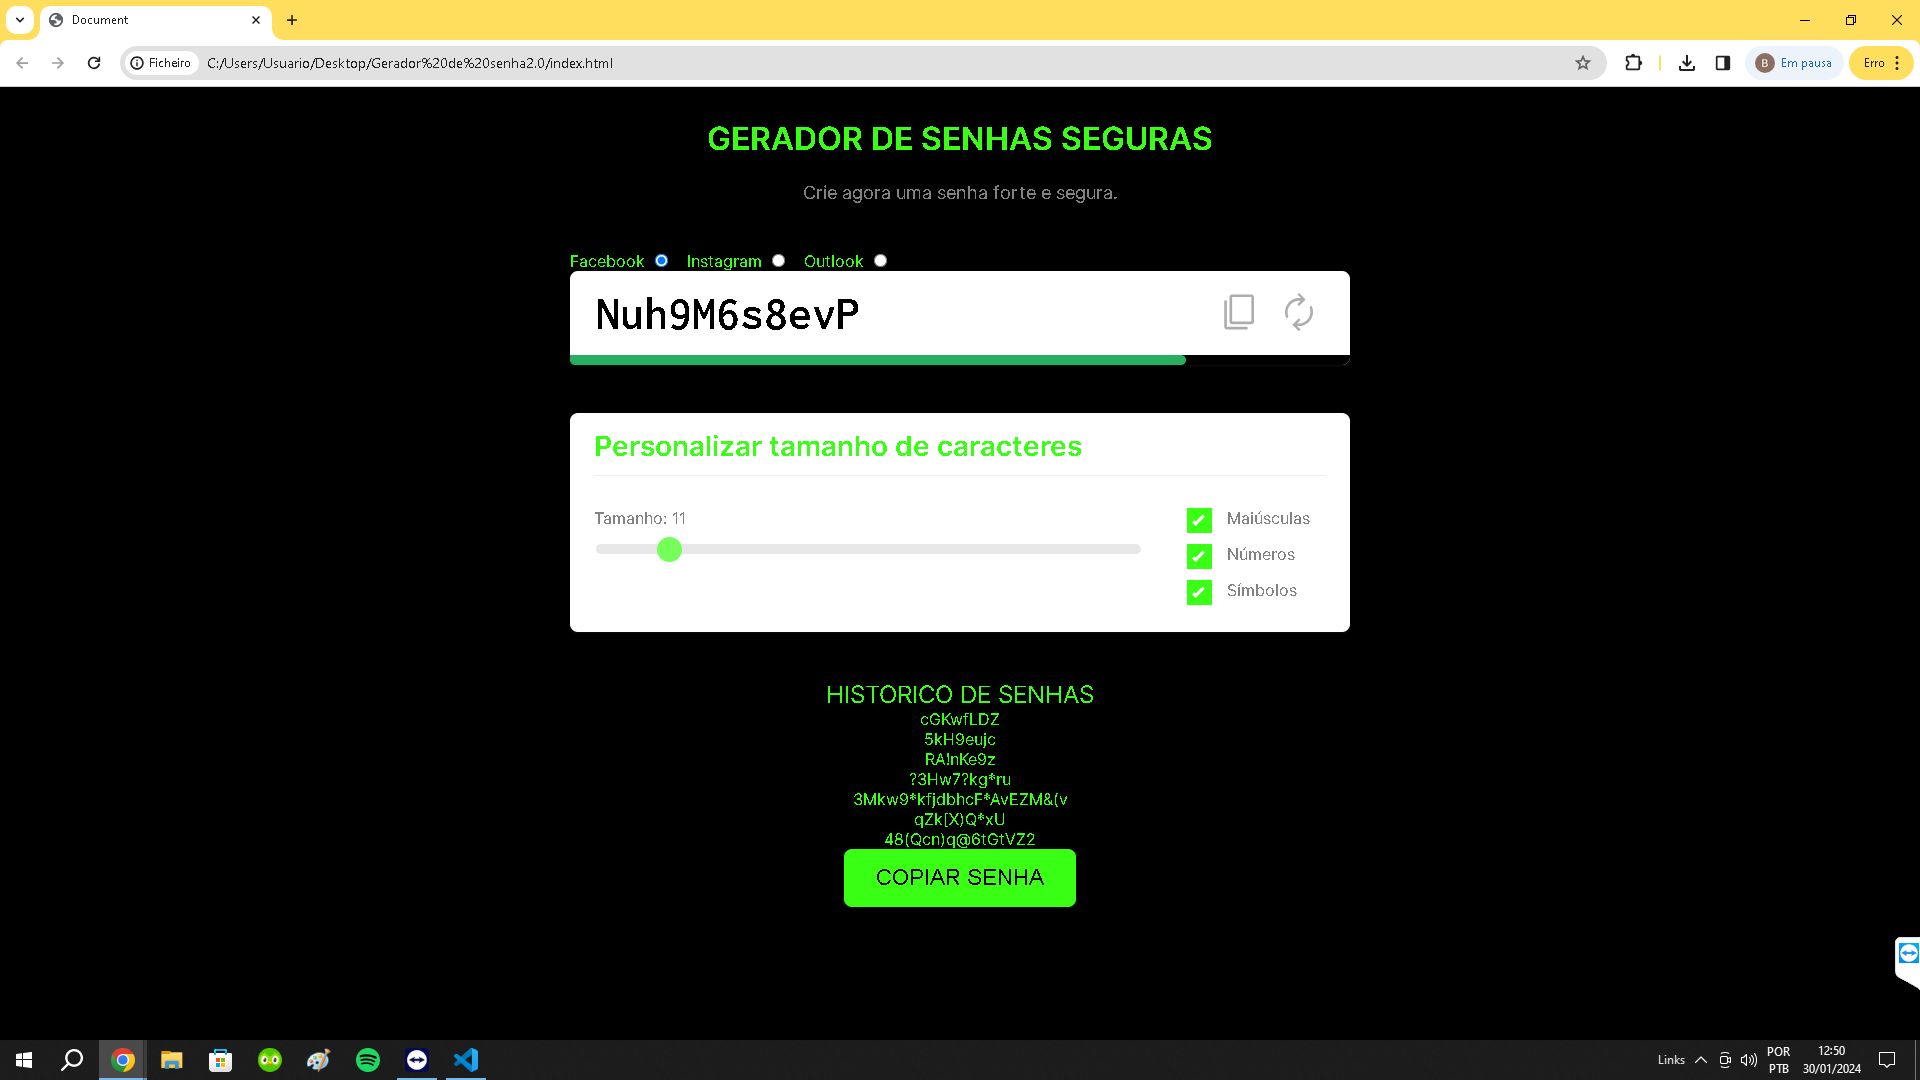 Document
Ficheiro
C:/Users/Usuario/Desktop/Gerador%20de%20senha2.0/index.html
B
Em pausa
Erro
GERADOR DE SENHAS SEGURAS
Crie agora uma senha forte e segura.
Facebook Instagram Outlook
Nuh9M6s8evP
Personalizar tamanho de caracteres
Tamanho: 11
Maiúsculas
Números
Símbolos
HISTORICO DE SENHAS
cGKwfLDZ
5kH9eujc
RA!nKe9z
?3Hw7?kg*ru
3Mkw9*kfjdbhcF*AvEZM&(v
qZk[X)Q*xU
48(Qcn)q@6tGtVZ2
COPIAR SENHA
Links
POR
PTB
12:50
30/01/2024